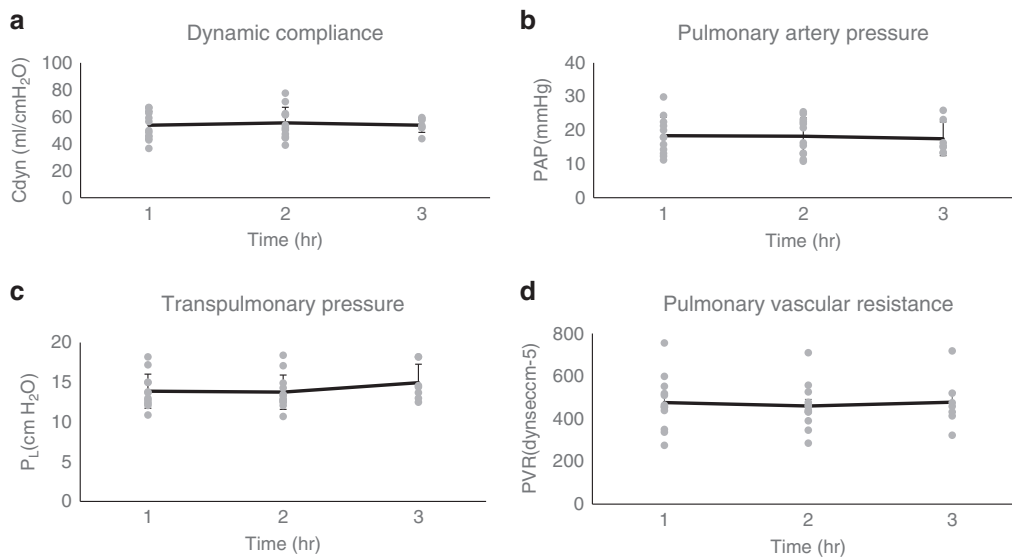 a
Dynamic compliance
Cdyn (ml/cmH₂O)
100
80
60
40
20
0
1 2 3
Time (hr)
b
Pulmonary artery pressure
PAP(mmHg)
40
30
20
10
0
1 2 3
Time (hr)
c
Transpulmonary pressure
P_L(cm H₂O)
20
15
10
5
0
1 2 3
Time (hr)
d
Pulmonary vascular resistance
PVR(dynseccm-5)
800
600
400
200
0
1 2 3
Time (hr)